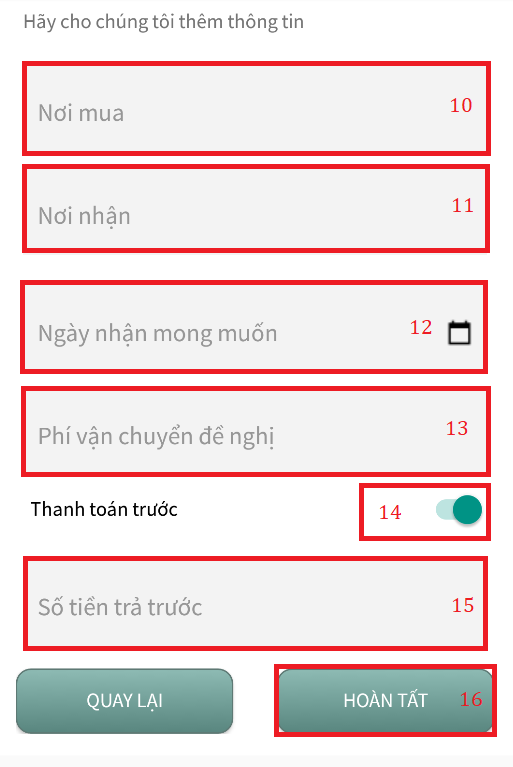 Hãy cho chúng tôi thêm thông tin
Nơi mua 10
Nơi nhận 11
Ngày nhận mong muốn 12
Phí vận chuyển đề nghị 13
Thanh toán trước 14
Số tiền trả trước 15
QUAY LẠI HOÀN TẤT 16